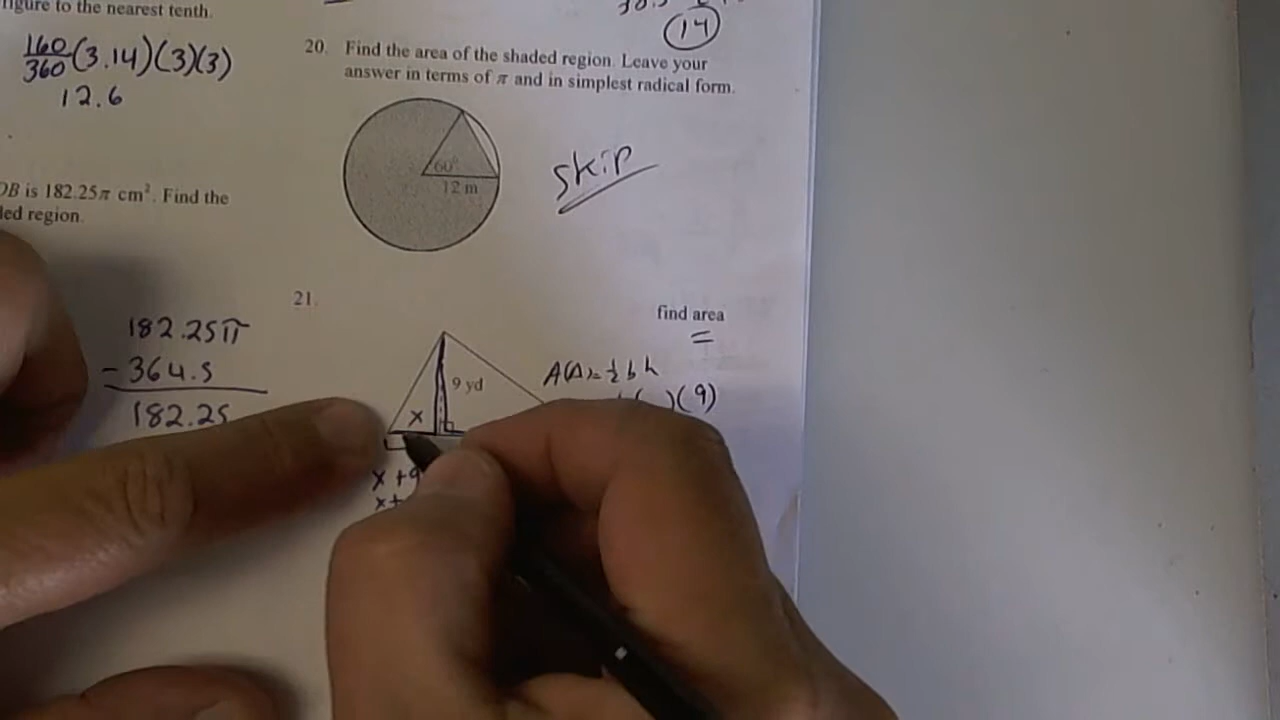 figure to the nearest tenth.
160/360 (3.14)(3)(3)
12.6
OB is 182.25π cm². Find the
shaded region.
182.25π
- 364.5
182.25
14
20. Find the area of the shaded region. Leave your
answer in terms of π and in simplest radical form.
60°
12 m
skip
21.
find area
=
9 yd
x
A(Δ)=½bh
( )(9)
x+9
x+